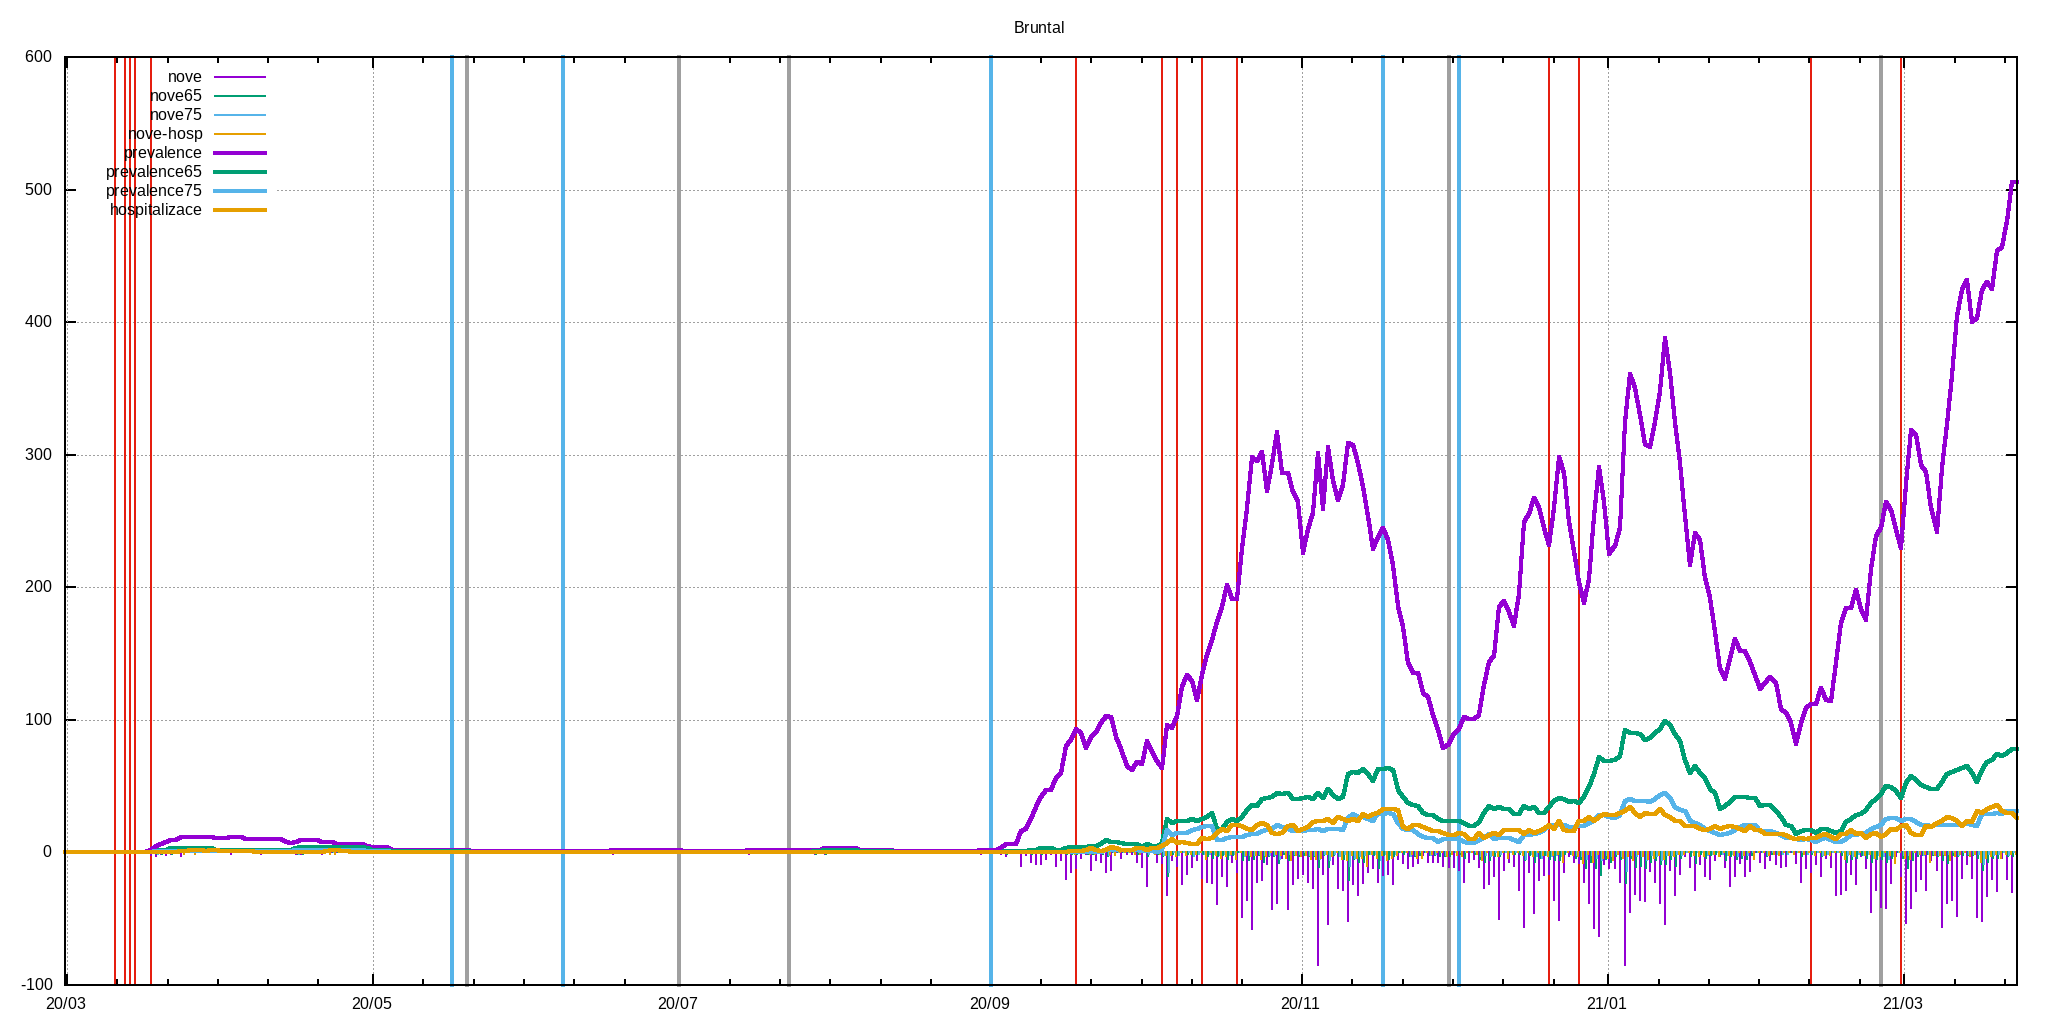 Bruntal
600
500
400
300
200
100
0
-100
nove
nove65
nove75
nove-hosp
prevalence
prevalence65
prevalence75
hospitalizace
20/03 20/05 20/07 20/09 20/11 21/01 21/03